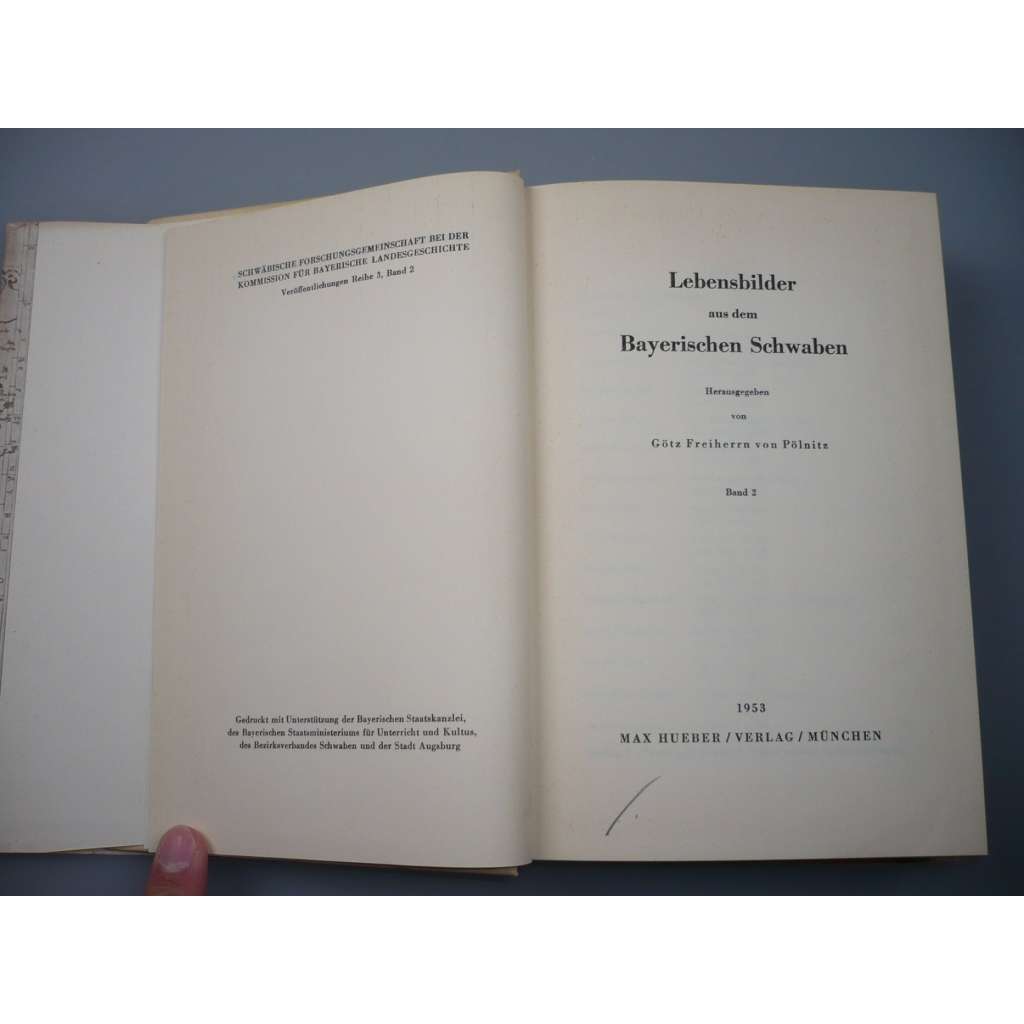 SCHWÄBISCHE FORSCHUNGSGEMEINSCHAFT BEI DER
KOMMISSION FÜR BAYERISCHE LANDESGESCHICHTE
Veröffentlichungen Reihe 3, Band 2
Gedruckt mit Unterstützung der Bayerischen Staatskanzlei,
des Bayerischen Staatsministeriums für Unterricht und Kultus,
des Bezirksverbandes Schwaben und der Stadt Augsburg
Lebensbilder
aus dem
Bayerischen Schwaben
Herausgegeben
von
Götz Freiherrn von Pölnitz
Band 2
1953
MAX HUEBER / VERLAG / MÜNCHEN